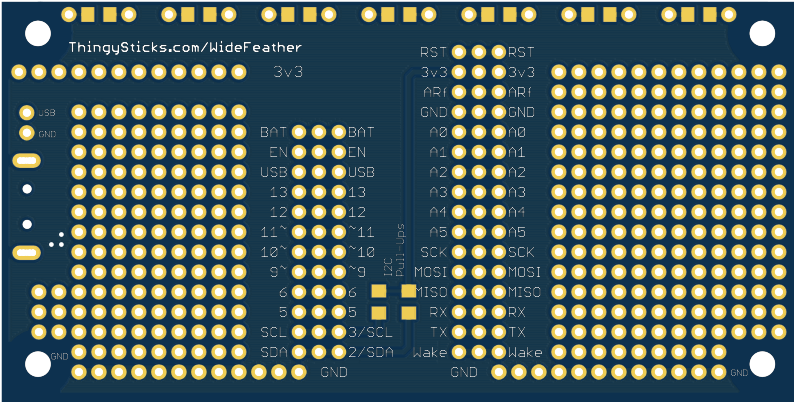 ThingySticks.com/WideFeather
RST RST
3v3 3v3 3v3
ARf ARf
USB GND GND
GND BAT BAT A0 A0
EN EN A1 A1
USB USB A2 A2
13 13 A3 A3
12 12 A4 A4
11~ ~11 A5 A5
10~ ~10 SCK SCK
9~ ~9 MOSI MOSI
I2C
Pull-Ups
6 6 MISO MISO
5 5 RX RX
SCL 3/SCL TX TX
GND SDA 2/SDA Wake Wake
GND GND GND